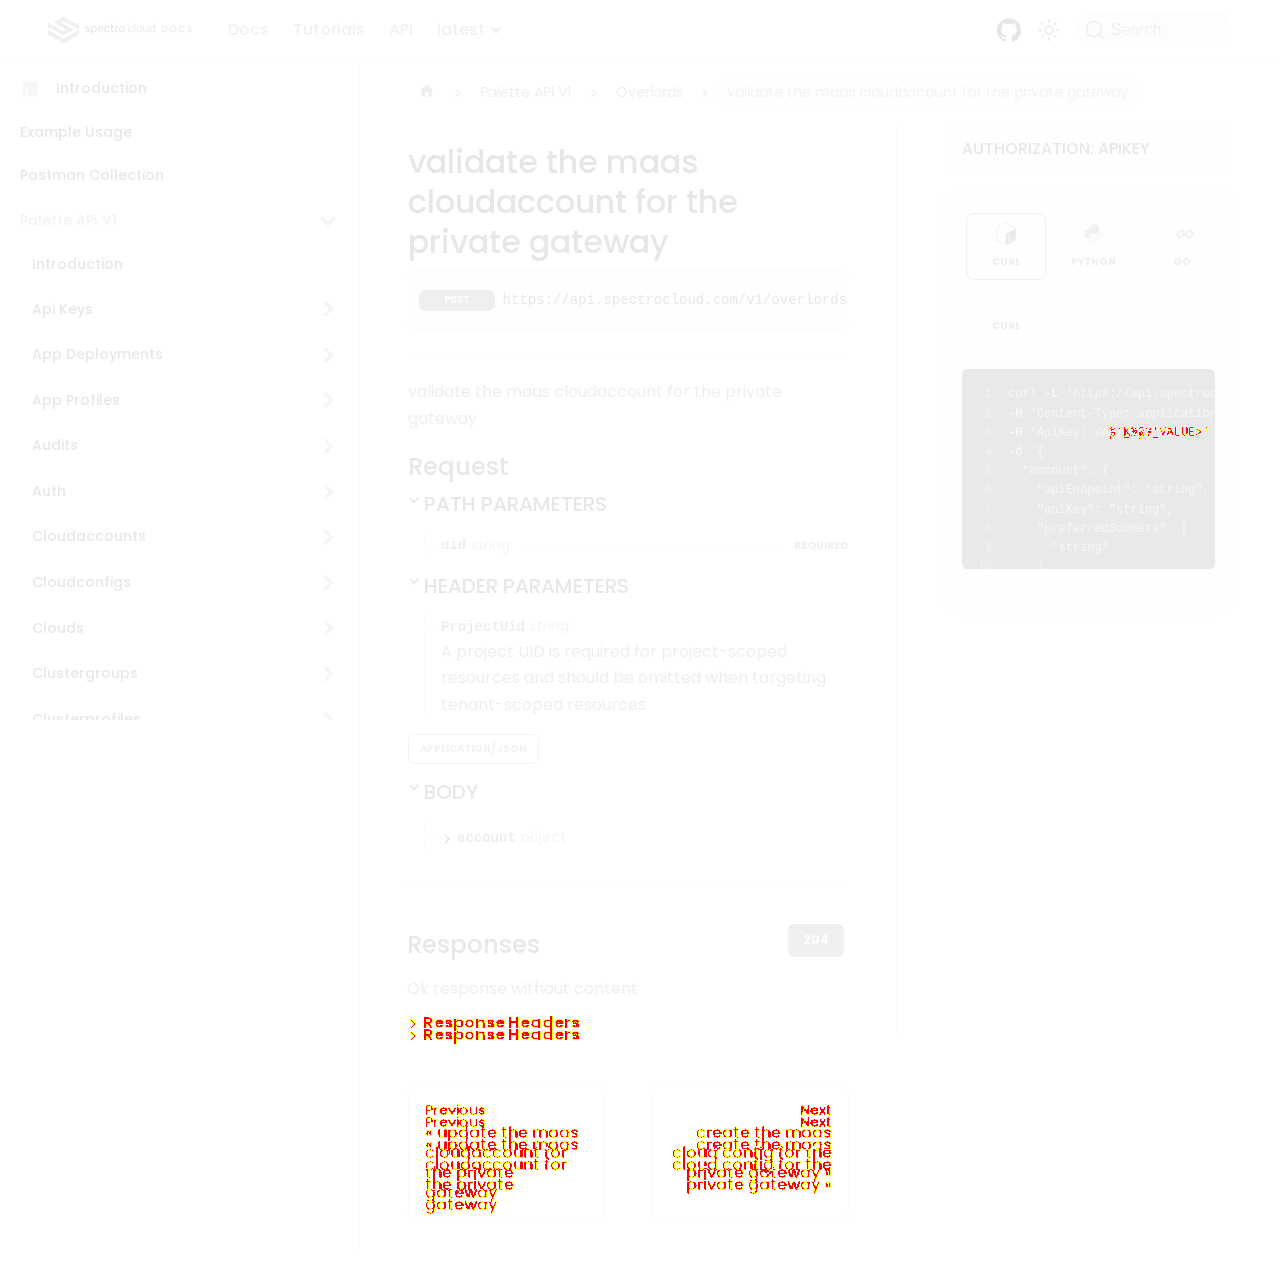 spectro cloud DOCS Docs Tutorials API latest Search
Introduction
Example Usage
Postman Collection
Palette API V1
Introduction
Api Keys
App Deployments
App Profiles
Audits
Auth
Cloudaccounts
Cloudconfigs
Clouds
Clustergroups
Clusterprofiles
Palette API V1 Overlords validate the maas cloudaccount for the private gateway
validate the maas
cloudaccount for the
private gateway
POST https://api.spectrocloud.com/v1/overlords
validate the maas cloudaccount for the private
gateway
Request
PATH PARAMETERS
uid string REQUIRED
HEADER PARAMETERS
ProjectUid string
A project UID is required for project-scoped
resources and should be omitted when targeting
tenant-scoped resources
APPLICATION/JSON
BODY
account object
Responses 204
Ok response without content
Response Headers
Response Headers
Previous
Previous
« update the maas
« update the maas
cloudaccount for
cloudaccount for
the private
the private
gateway
gateway
Next
Next
create the maas
create the maas
cloud config for the
cloud config for the
private gateway »
private gateway »
AUTHORIZATION: APIKEY
CURL PYTHON GO
CURL
1 curl -L 'https://api.spectroc
2 -H 'Content-Type: application
3 -H 'ApiKey: <A
4 -d '{
5 "account": {
6 "apiEndpoint": "string",
7 "apiKey": "string",
8 "preferredSubnets": [
9 "string"
10 ]